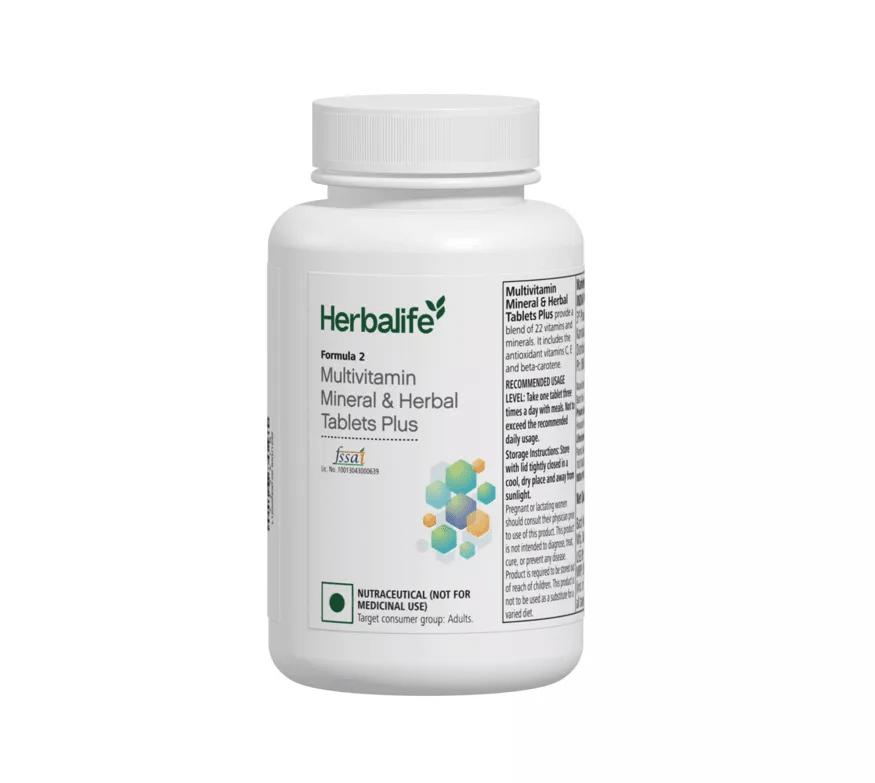 Herbalife
Formula 2
Multivitamin
Mineral & Herbal
Tablets Plus
fssai
Lic. No. 10013043000639
NUTRACEUTICAL (NOT FOR
MEDICINAL USE)
Target consumer group: Adults.
Multivitamin
Mineral & Herbal
Tablets Plus provide a
blend of 22 vitamins and
minerals. It includes the
antioxidant vitamins C, E
and beta-carotene.
RECOMMENDED USAGE
LEVEL: Take one tablet three
times a day with meals. Not to
exceed the recommended
daily usage.
Storage Instructions: Store
with lid tightly closed in a
cool, dry place and away from
sunlight.
Pregnant or lactating women
should consult their physician prior
to use of this product. This product
is not intended to diagnose, treat,
cure, or prevent any disease.
Product is required to be stored out
of reach of children. This product is
not to be used as a substitute for a
varied diet.